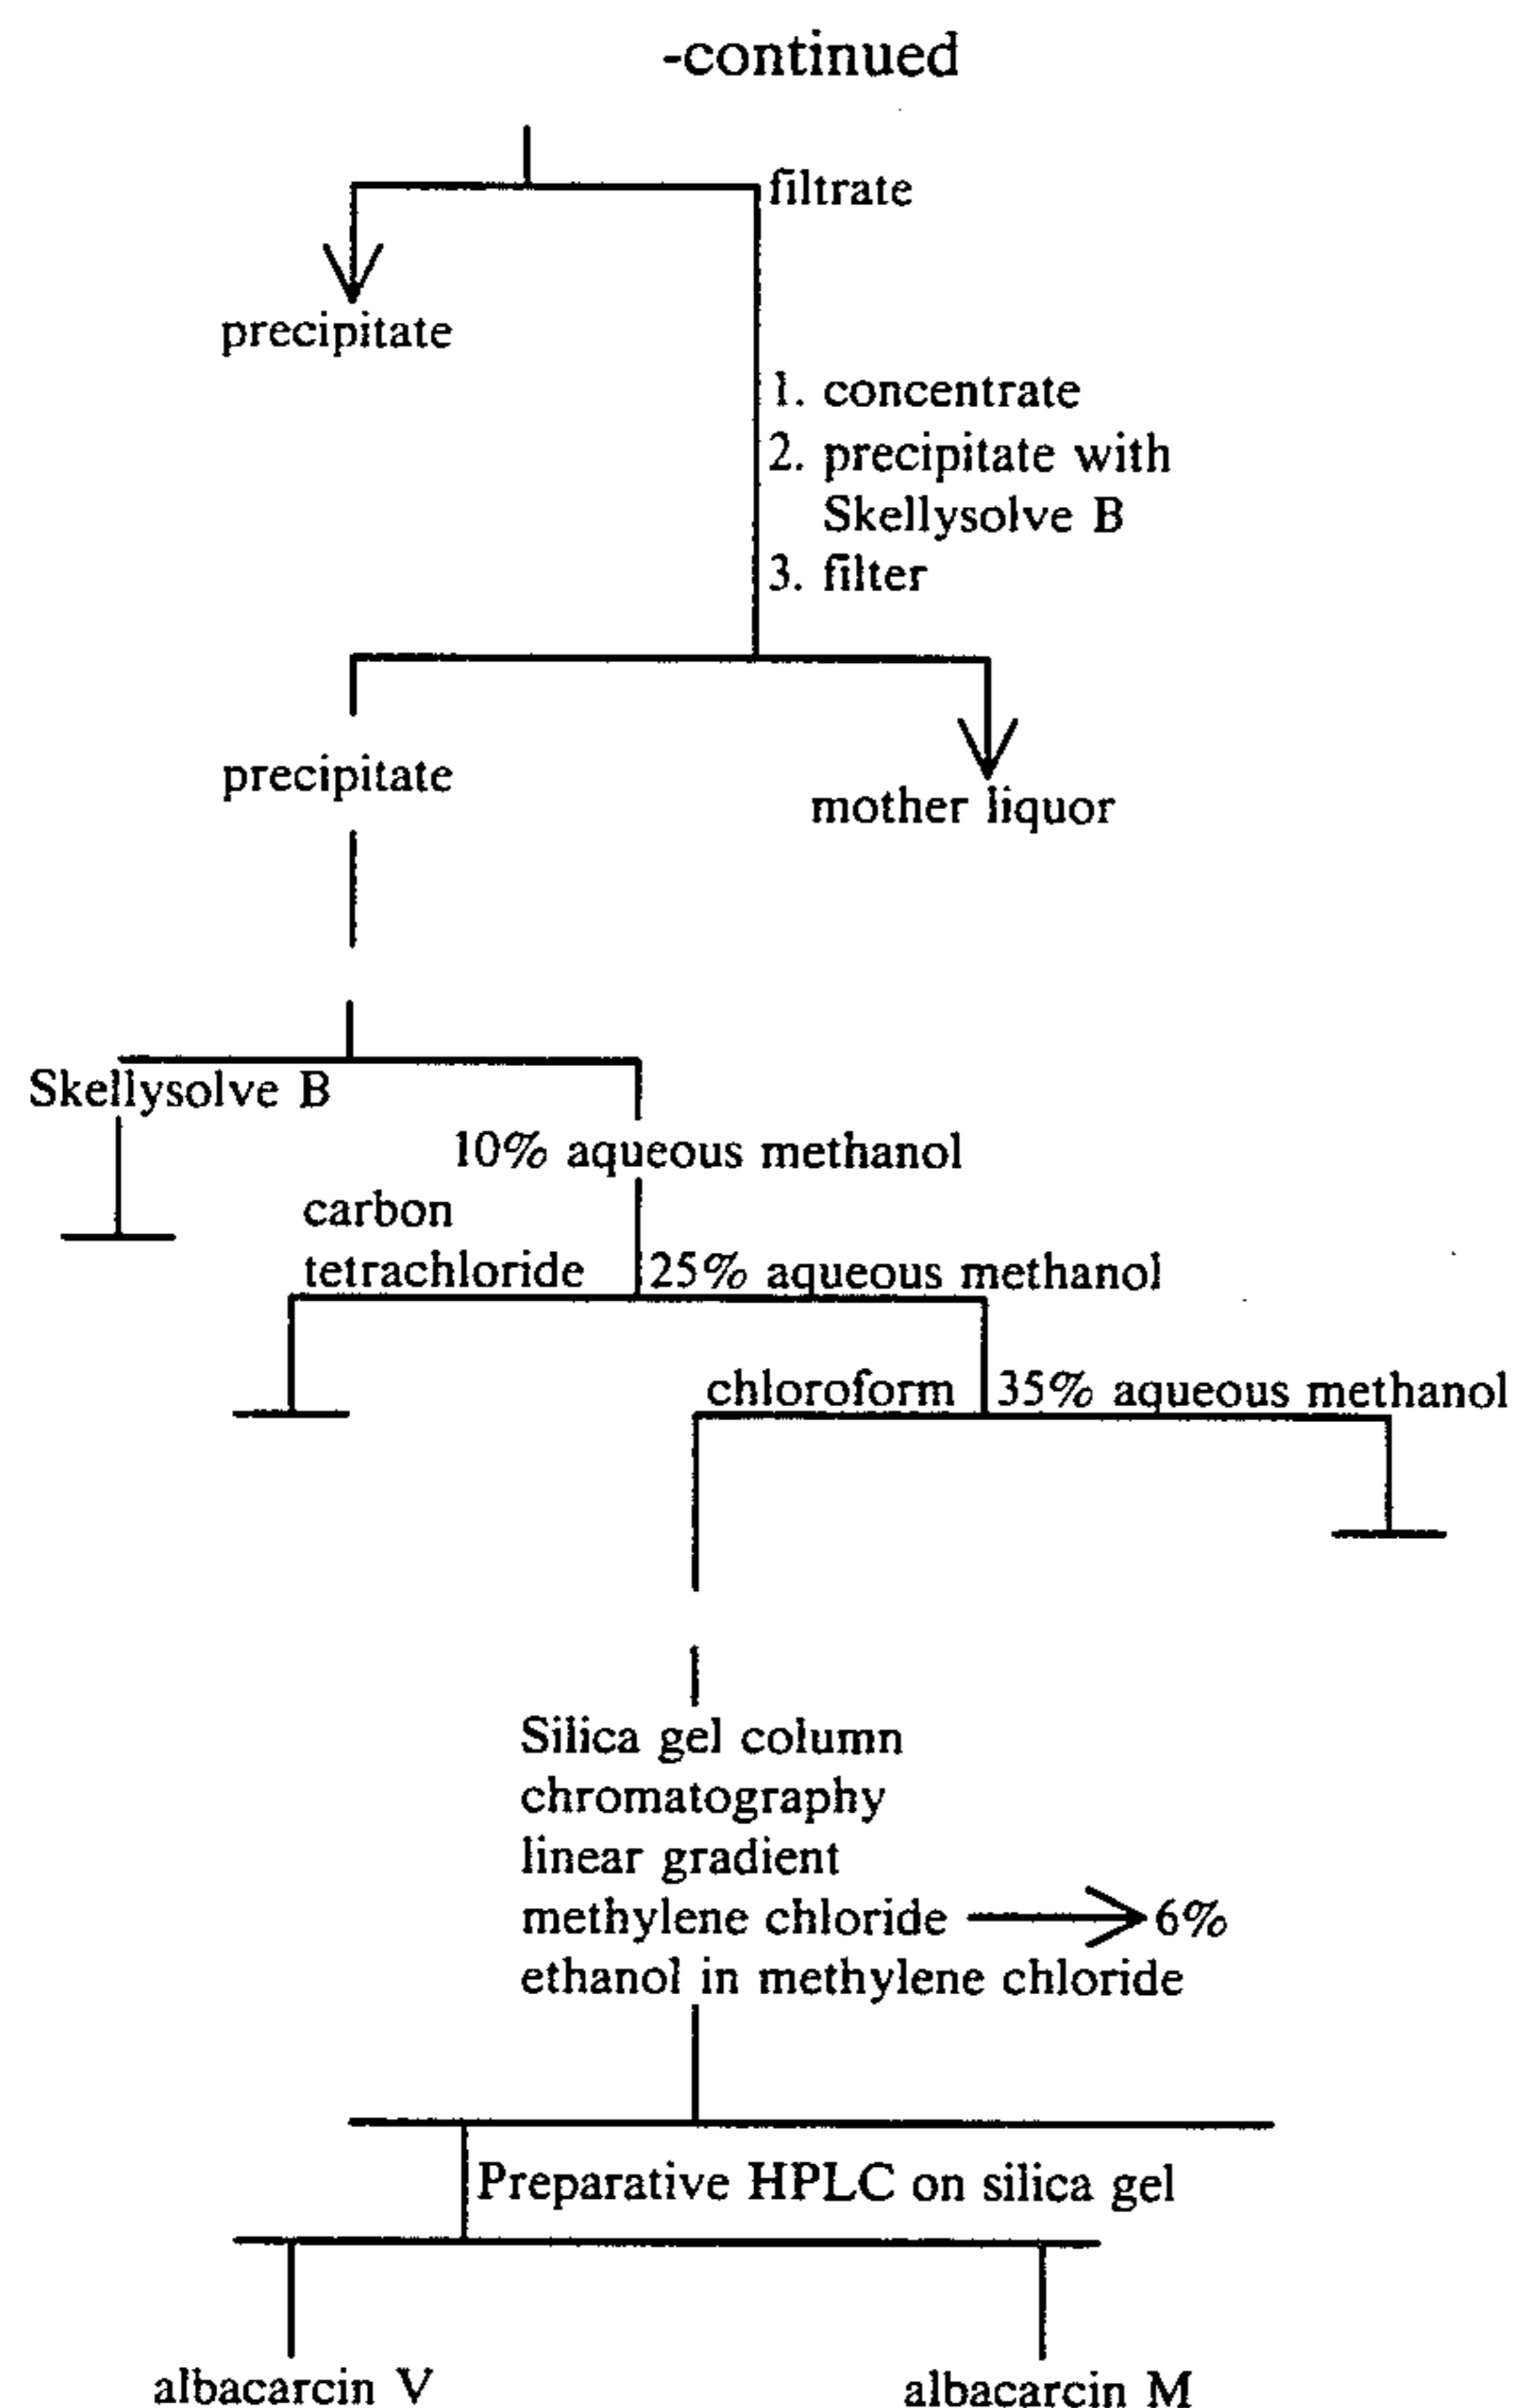 -continued
filtrate
precipitate
1. concentrate
2. precipitate with
Skellysolve B
3. filter
precipitate
mother liquor
Skellysolve B
10% aqueous methanol
carbon
tetrachloride
25% aqueous methanol
chloroform
35% aqueous methanol
Silica gel column
chromatography
linear gradient
methylene chloride → 6%
ethanol in methylene chloride
Preparative HPLC on silica gel
albacarcin V
albacarcin M